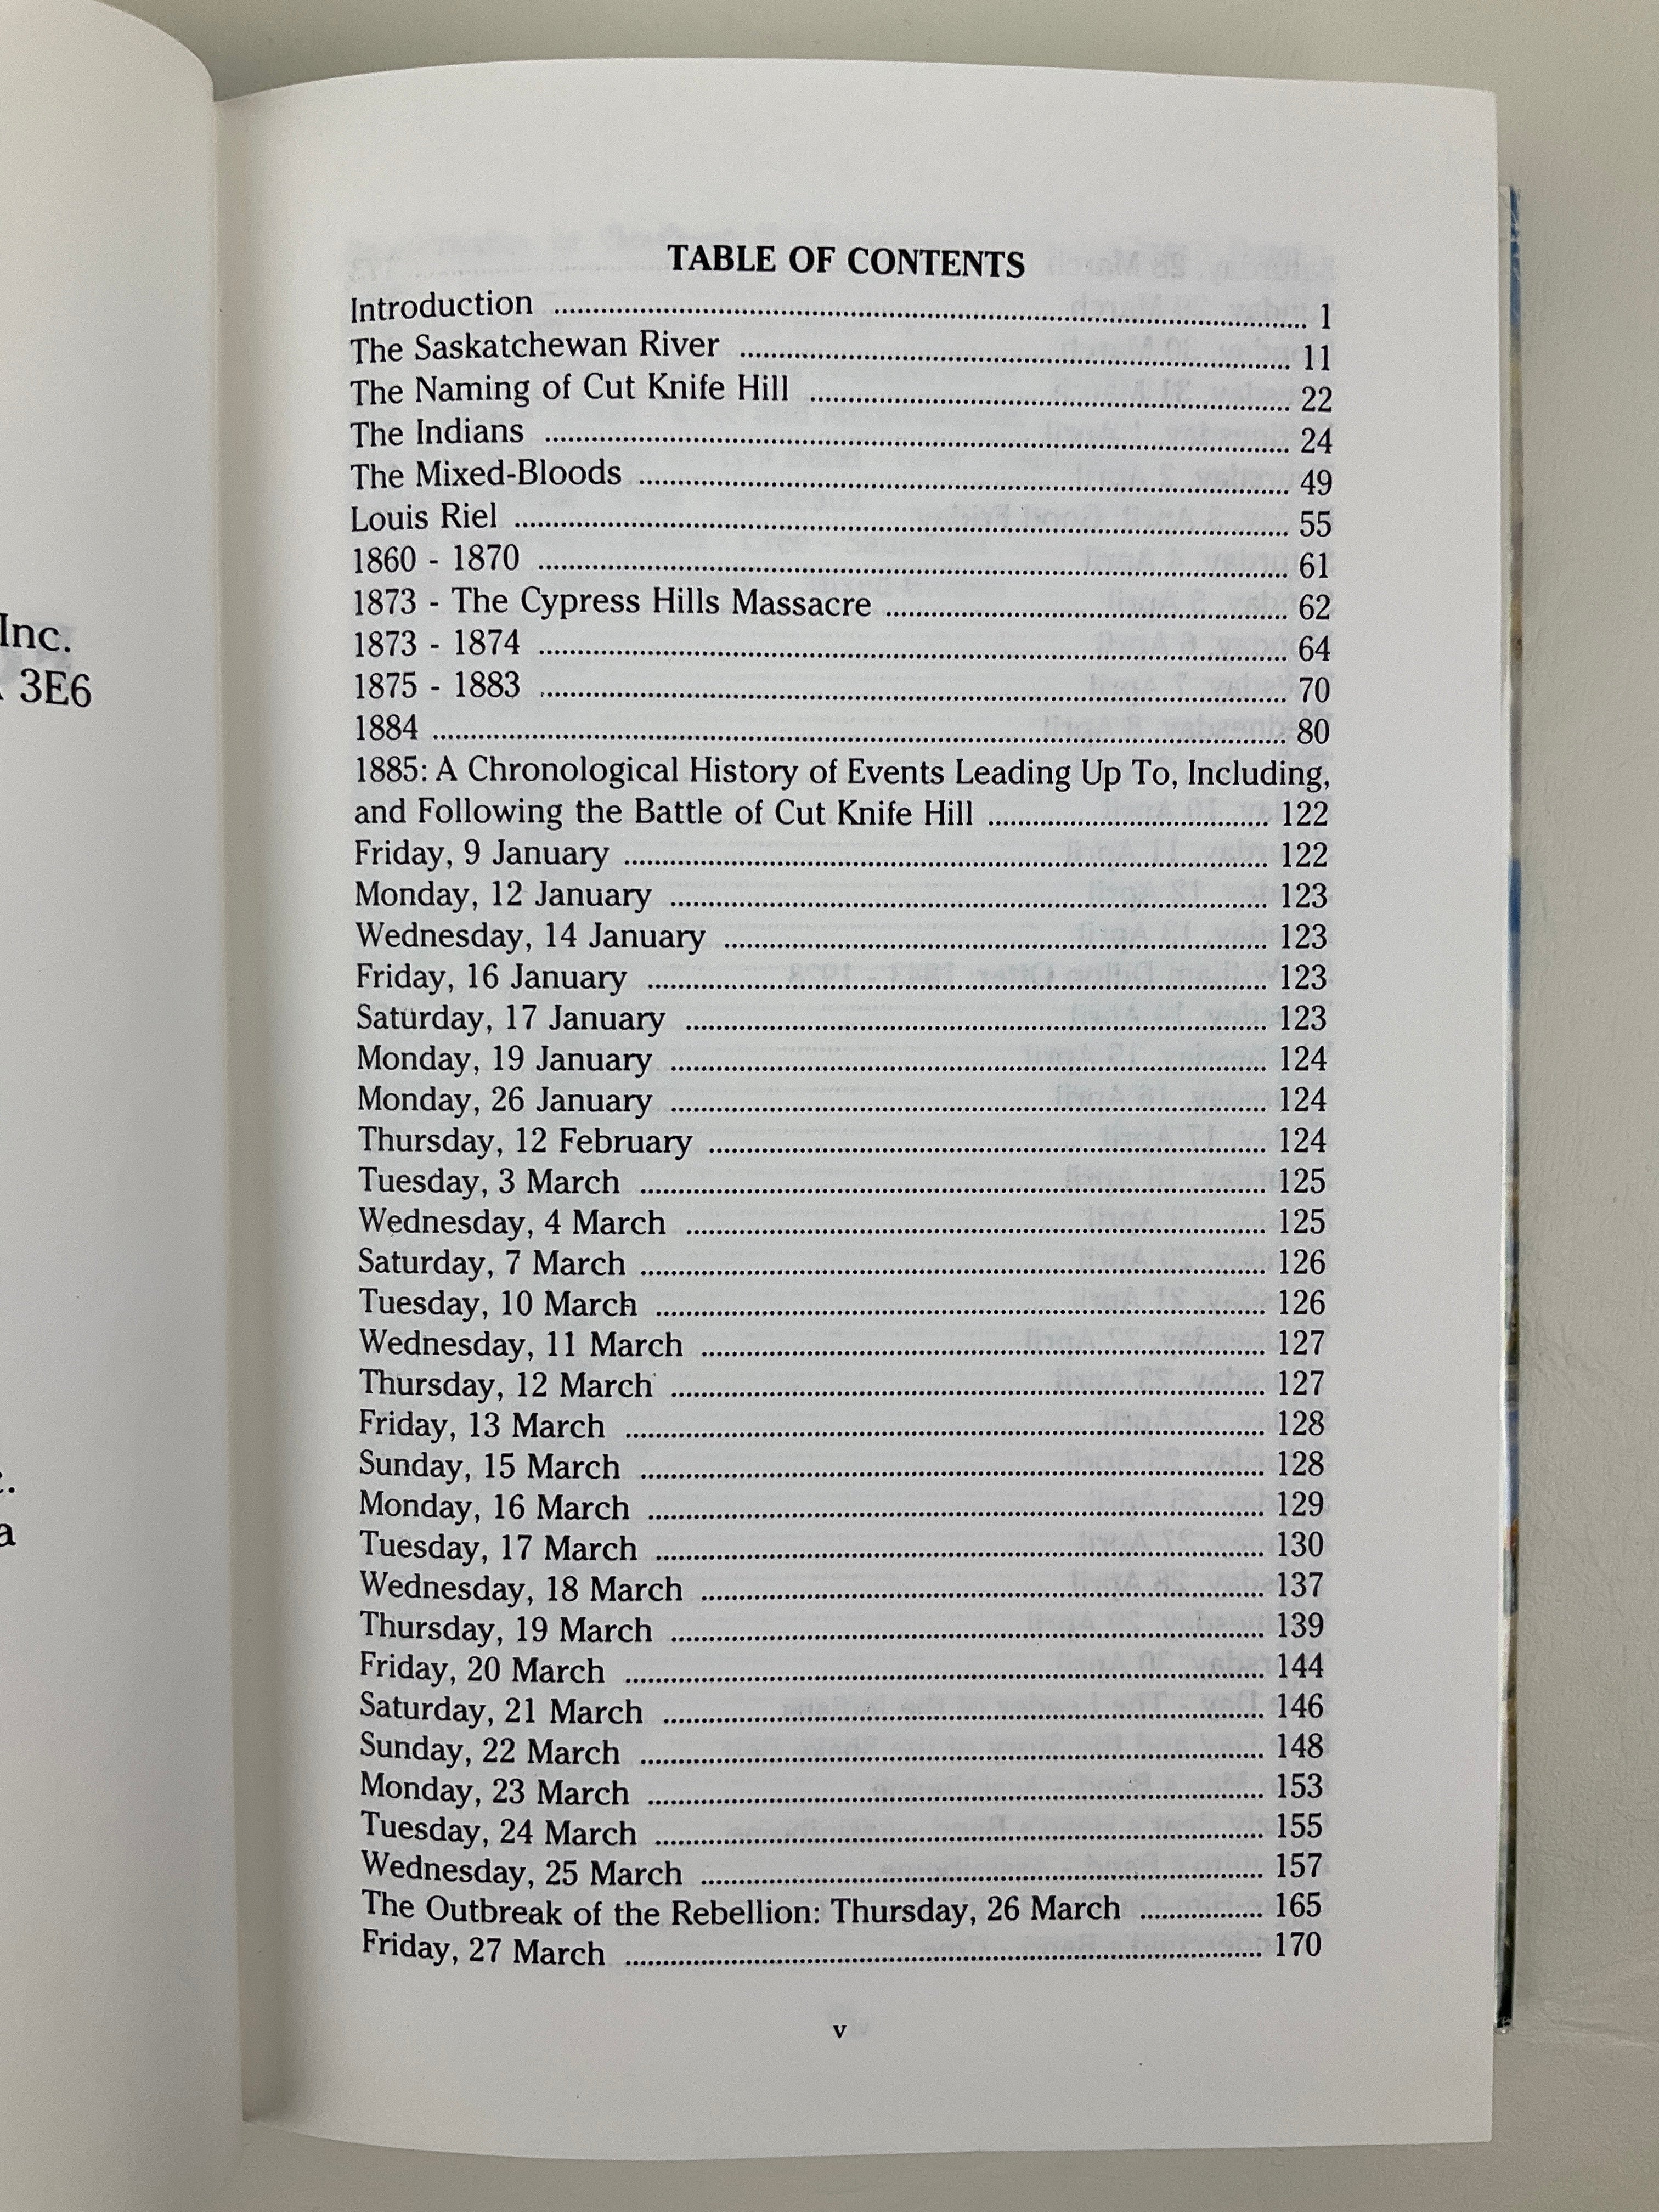 Inc.
3E6
a
TABLE OF CONTENTS
Introduction ........ 1
The Saskatchewan River ........ 11
The Naming of Cut Knife Hill ........ 22
The Indians ........ 24
The Mixed-Bloods ........ 49
Louis Riel ........ 55
1860 - 1870 ........ 61
1873 - The Cypress Hills Massacre ........ 62
1873 - 1874 ........ 64
1875 - 1883 ........ 70
1884 ........ 80
1885: A Chronological History of Events Leading Up To, Including,
and Following the Battle of Cut Knife Hill ........ 122
Friday, 9 January ........ 122
Monday, 12 January ........ 123
Wednesday, 14 January ........ 123
Friday, 16 January ........ 123
Saturday, 17 January ........ 123
Monday, 19 January ........ 124
Monday, 26 January ........ 124
Thursday, 12 February ........ 124
Tuesday, 3 March ........ 125
Wednesday, 4 March ........ 125
Saturday, 7 March ........ 126
Tuesday, 10 March ........ 126
Wednesday, 11 March ........ 127
Thursday, 12 March ........ 127
Friday, 13 March ........ 128
Sunday, 15 March ........ 128
Monday, 16 March ........ 129
Tuesday, 17 March ........ 130
Wednesday, 18 March ........ 137
Thursday, 19 March ........ 139
Friday, 20 March ........ 144
Saturday, 21 March ........ 146
Sunday, 22 March ........ 148
Monday, 23 March ........ 153
Tuesday, 24 March ........ 155
Wednesday, 25 March ........ 157
The Outbreak of the Rebellion: Thursday, 26 March ........ 165
Friday, 27 March ........ 170
v